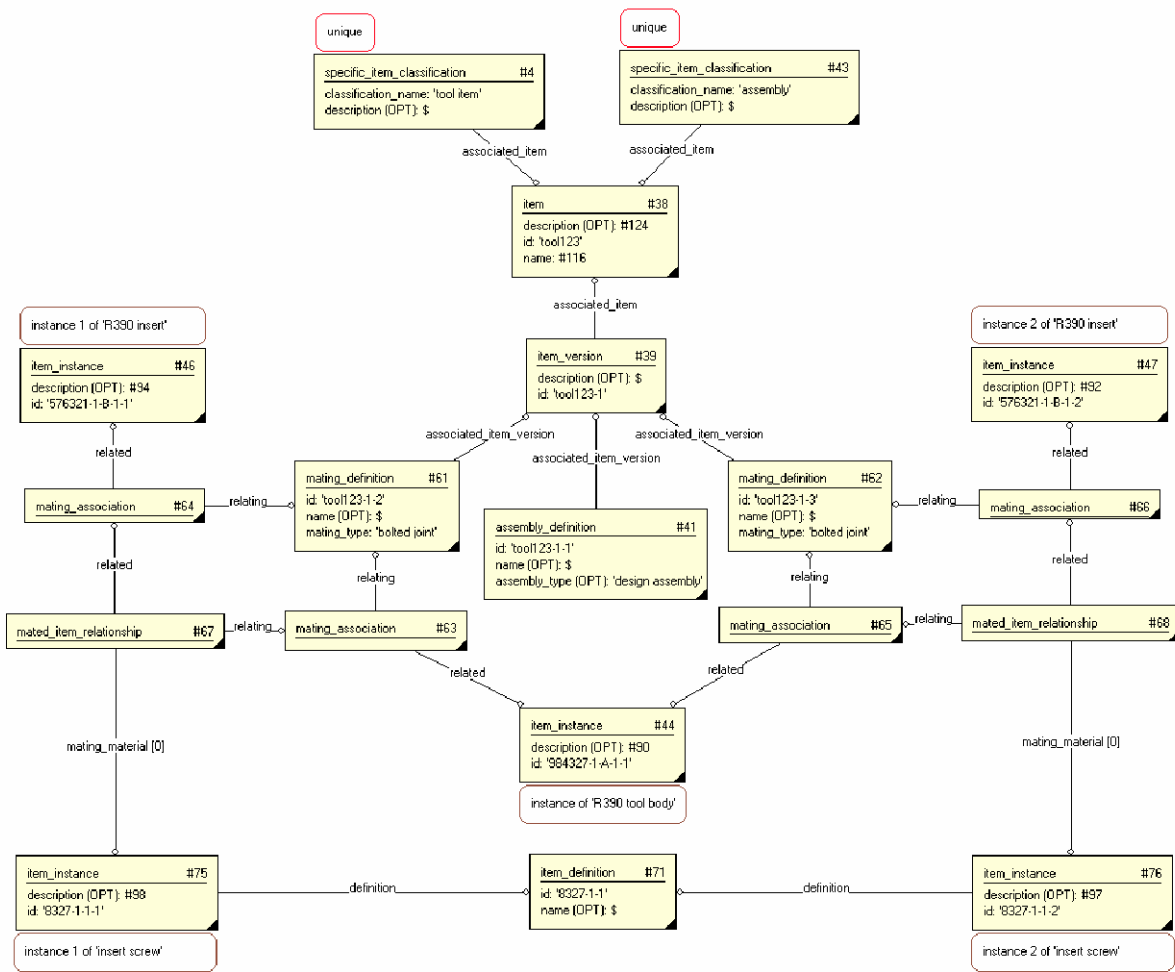 unique
unique
specific_item_classification #4
classification_name: 'tool item'
description (OPT): $
specific_item_classification #43
classification_name: 'assembly'
description (OPT): $
associated_item
associated_item
item #38
description (OPT): #124
id: 'tool123'
name: #116
associated_item
instance 1 of 'R390 insert'
instance 2 of 'R390 insert'
item_instance #46
description (OPT): #94
id: '576321-1-B-1-1'
item_version #39
description (OPT): $
id: 'tool123-1'
item_instance #47
description (OPT): #92
id: '576321-1-B-1-2'
associated_item_version
associated_item_version
associated_item_version
related
related
mating_definition #61
id: 'tool123-1-2'
name (OPT): $
mating_type: 'bolted joint'
mating_definition #62
id: 'tool123-1-3'
name (OPT): $
mating_type: 'bolted joint'
mating_association #64
relating
relating
mating_association #66
assembly_definition #41
id: 'tool123-1-1'
name (OPT): $
assembly_type (OPT): 'design assembly'
related
relating
relating
related
mated_item_relationship #67
relating
mating_association #63
mating_association #65
relating
mated_item_relationship #68
related
related
item_instance #44
description (OPT): #90
id: '984327-1-A-1-1'
instance of 'R390 tool body'
mating_material [0]
mating_material [0]
item_instance #75
description (OPT): #98
id: '8327-1-1-1'
instance 1 of 'insert screw'
definition
item_definition #71
id: '8327-1-1'
name (OPT): $
definition
item_instance #76
description (OPT): #97
id: '8327-1-1-2'
instance 2 of 'insert screw'